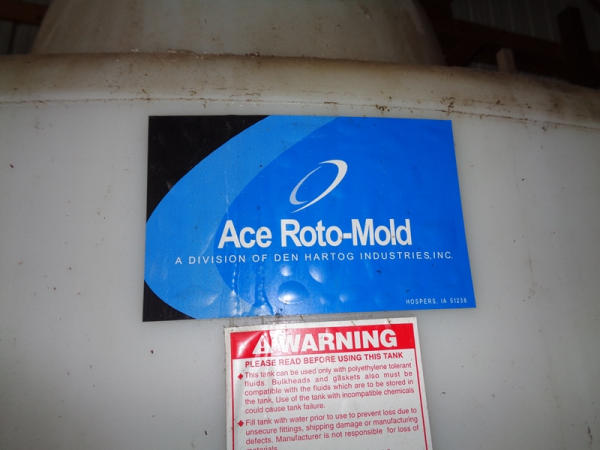 Ace Roto-Mold
A DIVISION OF DEN HARTOG INDUSTRIES,INC.
HOSPERS, IA 51238
WARNING
PLEASE READ BEFORE USING THIS TANK
This tank can be used only with polyethylene tolerant
fluids. Bulkheads and gaskets also must be
compatible with the fluids which are to be stored in
the tank. Use of the tank with incompatible chemicals
could cause tank failure.
Fill tank with water prior to use to prevent loss due to
unsecure fittings, shipping damage or manufacturing
defects. Manufacturer is not responsible for loss of
materials